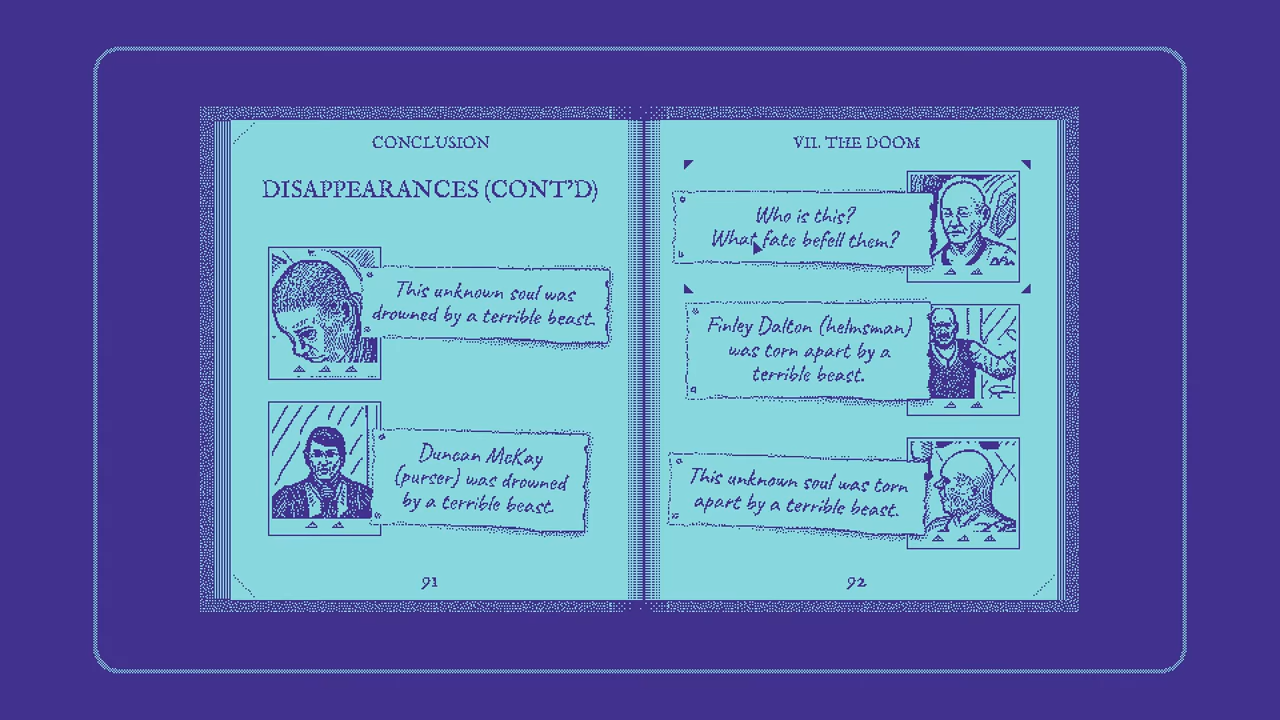 CONCLUSION
DISAPPEARANCES (CONT'D)
This unknown soul was
drowned by a terrible beast.
Duncan McKay
(purser) was drowned
by a terrible beast.
91
VII. THE DOOM
Who is this?
What fate befell them?
Finley Dalton (helmsman)
was torn apart by a
terrible beast.
This unknown soul was torn
apart by a terrible beast.
92